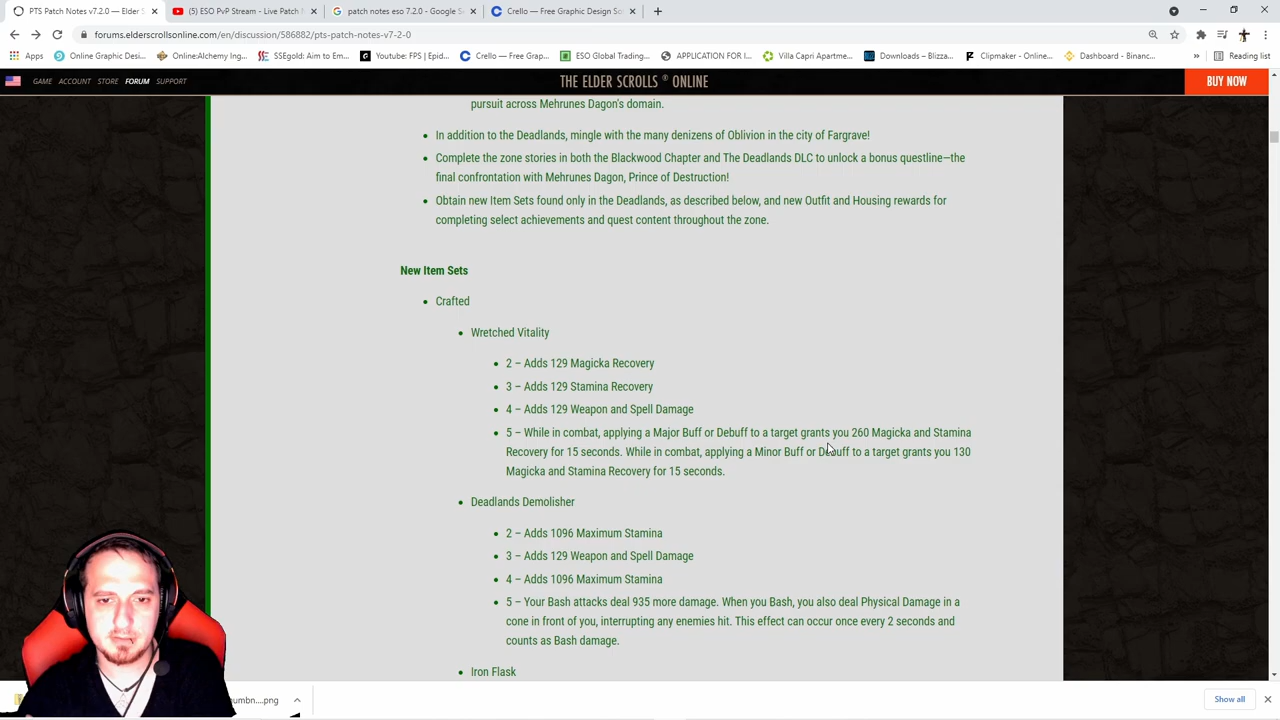 PTS Patch Notes v7.2.0 — Elder S
(5) ESO PvP Stream - Live Patch N
patch notes eso 7.2.0 - Google Se
Crello — Free Graphic Design So
forums.elderscrollsonline.com/en/discussion/586882/pts-patch-notes-v7-2-0
Apps
Online Graphic Desi...
Online:Alchemy Ing...
SSEgold: Aim to Em...
Youtube: FPS | Epid...
Crello — Free Grap...
ESO Global Trading...
APPLICATION FOR I...
Villa Capri Apartme...
Downloads – Blizza...
Clipmaker - Creative...
Dashboard - Binanc...
»
Reading list
GAME ACCOUNT STORE FORUM SUPPORT
THE ELDER SCROLLS ® ONLINE
BUY NOW
pursuit across Mehrunes Dagon's domain.
• In addition to the Deadlands, mingle with the many denizens of Oblivion in the city of Fargrave!
• Complete the zone stories in both the Blackwood Chapter and The Deadlands DLC to unlock a bonus questline—the
final confrontation with Mehrunes Dagon, Prince of Destruction!
• Obtain new Item Sets found only in the Deadlands, as described below, and new Outfit and Housing rewards for
completing select achievements and quest content throughout the zone.
New Item Sets
• Crafted
• Wretched Vitality
• 2 – Adds 129 Magicka Recovery
• 3 – Adds 129 Stamina Recovery
• 4 – Adds 129 Weapon and Spell Damage
• 5 – While in combat, applying a Major Buff or Debuff to a target grants you 260 Magicka and Stamina
Recovery for 15 seconds. While in combat, applying a Minor Buff or Debuff to a target grants you 130
Magicka and Stamina Recovery for 15 seconds.
• Deadlands Demolisher
• 2 – Adds 1096 Maximum Stamina
• 3 – Adds 129 Weapon and Spell Damage
• 4 – Adds 1096 Maximum Stamina
• 5 – Your Bash attacks deal 935 more damage. When you Bash, you also deal Physical Damage in a
cone in front of you, interrupting any enemies hit. This effect can occur once every 2 seconds and
counts as Bash damage.
• Iron Flask
umbn....png
Show all